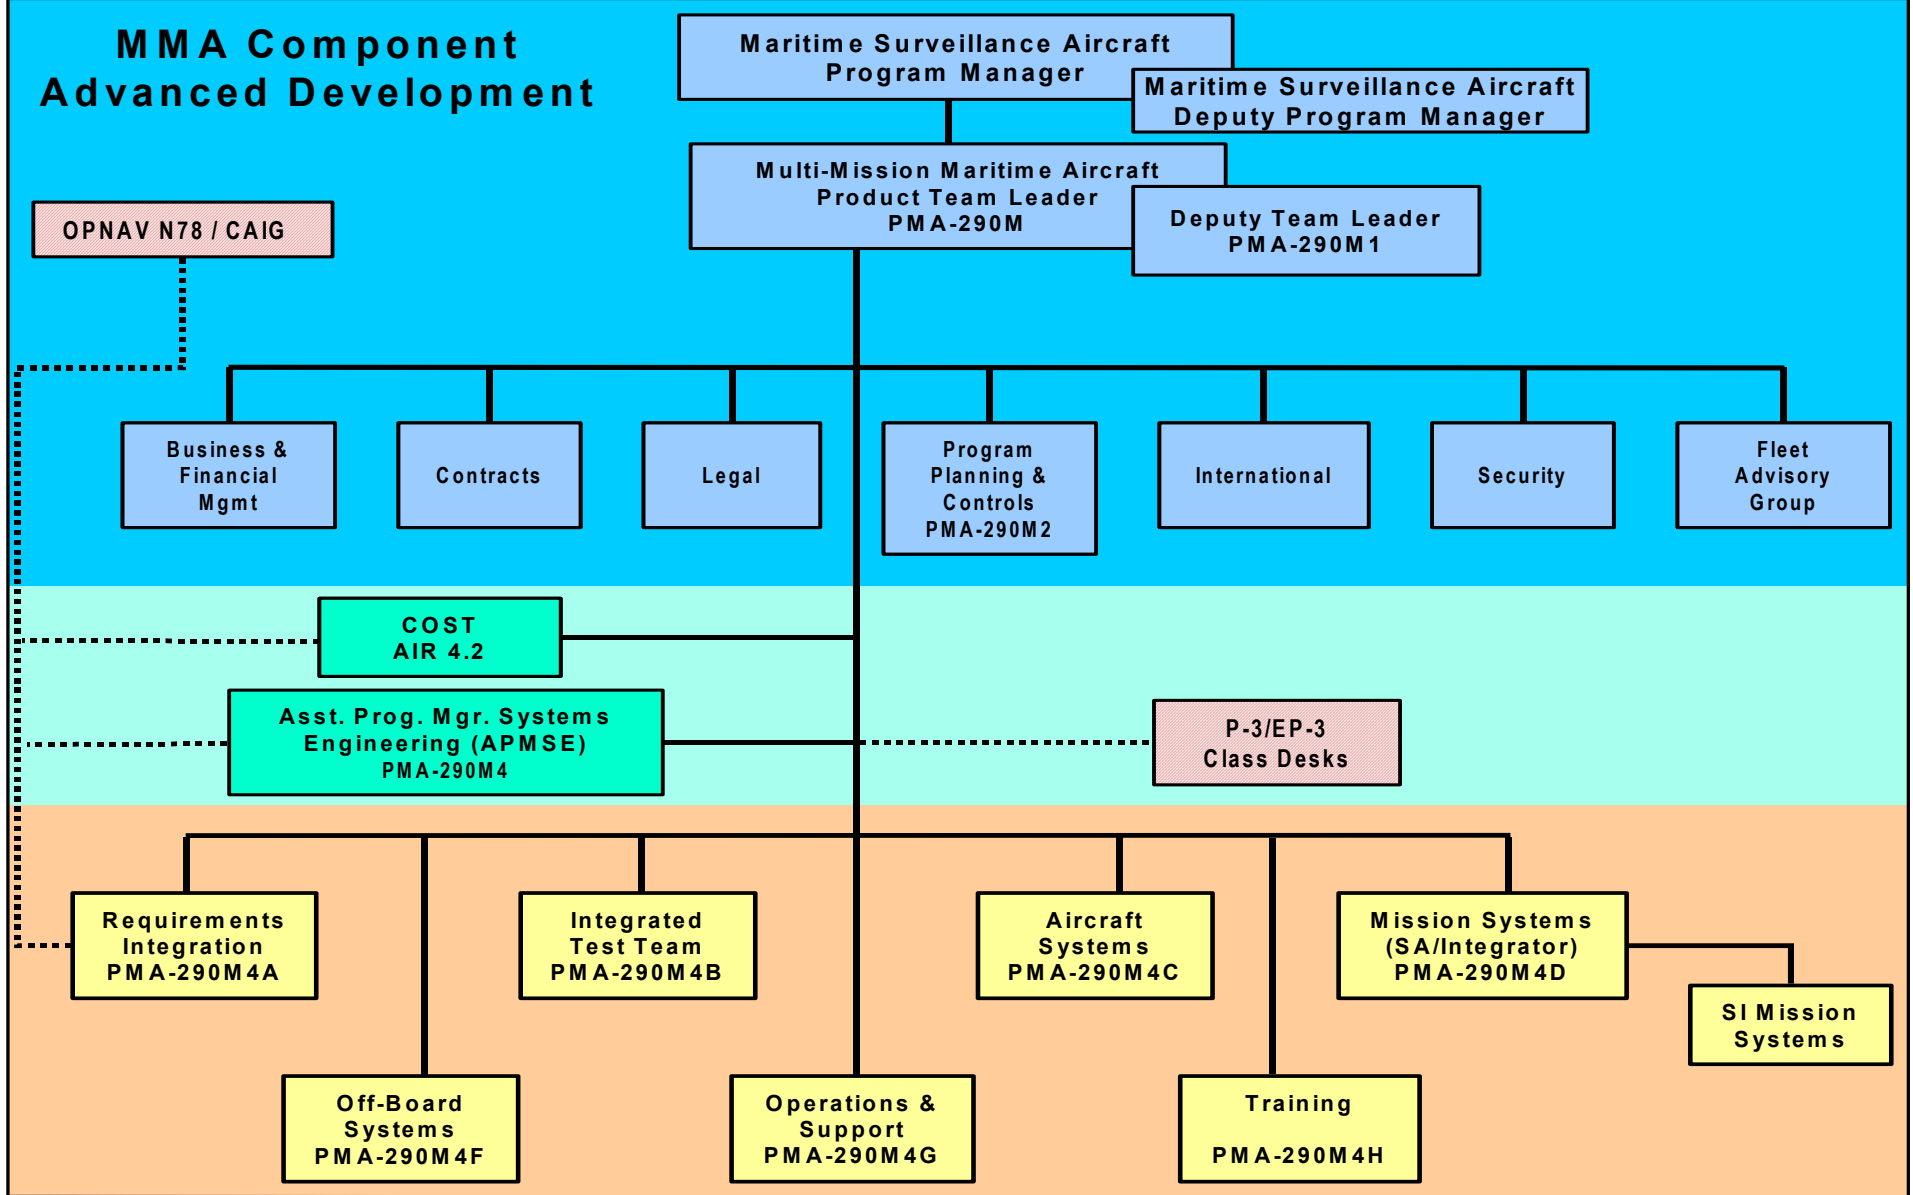 MMA Component
Advanced Development
Maritime Surveillance Aircraft
Program Manager
Maritime Surveillance Aircraft
Deputy Program Manager
Multi-Mission Maritime Aircraft
Product Team Leader
PMA-290M
Deputy Team Leader
PMA-290M1
OPNAV N78 / CAIG
Business &
Financial
Mgmt
Contracts
Legal
Program
Planning &
Controls
PMA-290M2
International
Security
Fleet
Advisory
Group
COST
AIR 4.2
Asst. Prog. Mgr. Systems
Engineering (APMSE)
PMA-290M4
P-3/EP-3
Class Desks
Requirements
Integration
PMA-290M4A
Integrated
Test Team
PMA-290M4B
Aircraft
Systems
PMA-290M4C
Mission Systems
(SA/Integrator)
PMA-290M4D
SI Mission
Systems
Off-Board
Systems
PMA-290M4F
Operations &
Support
PMA-290M4G
Training
PMA-290M4H